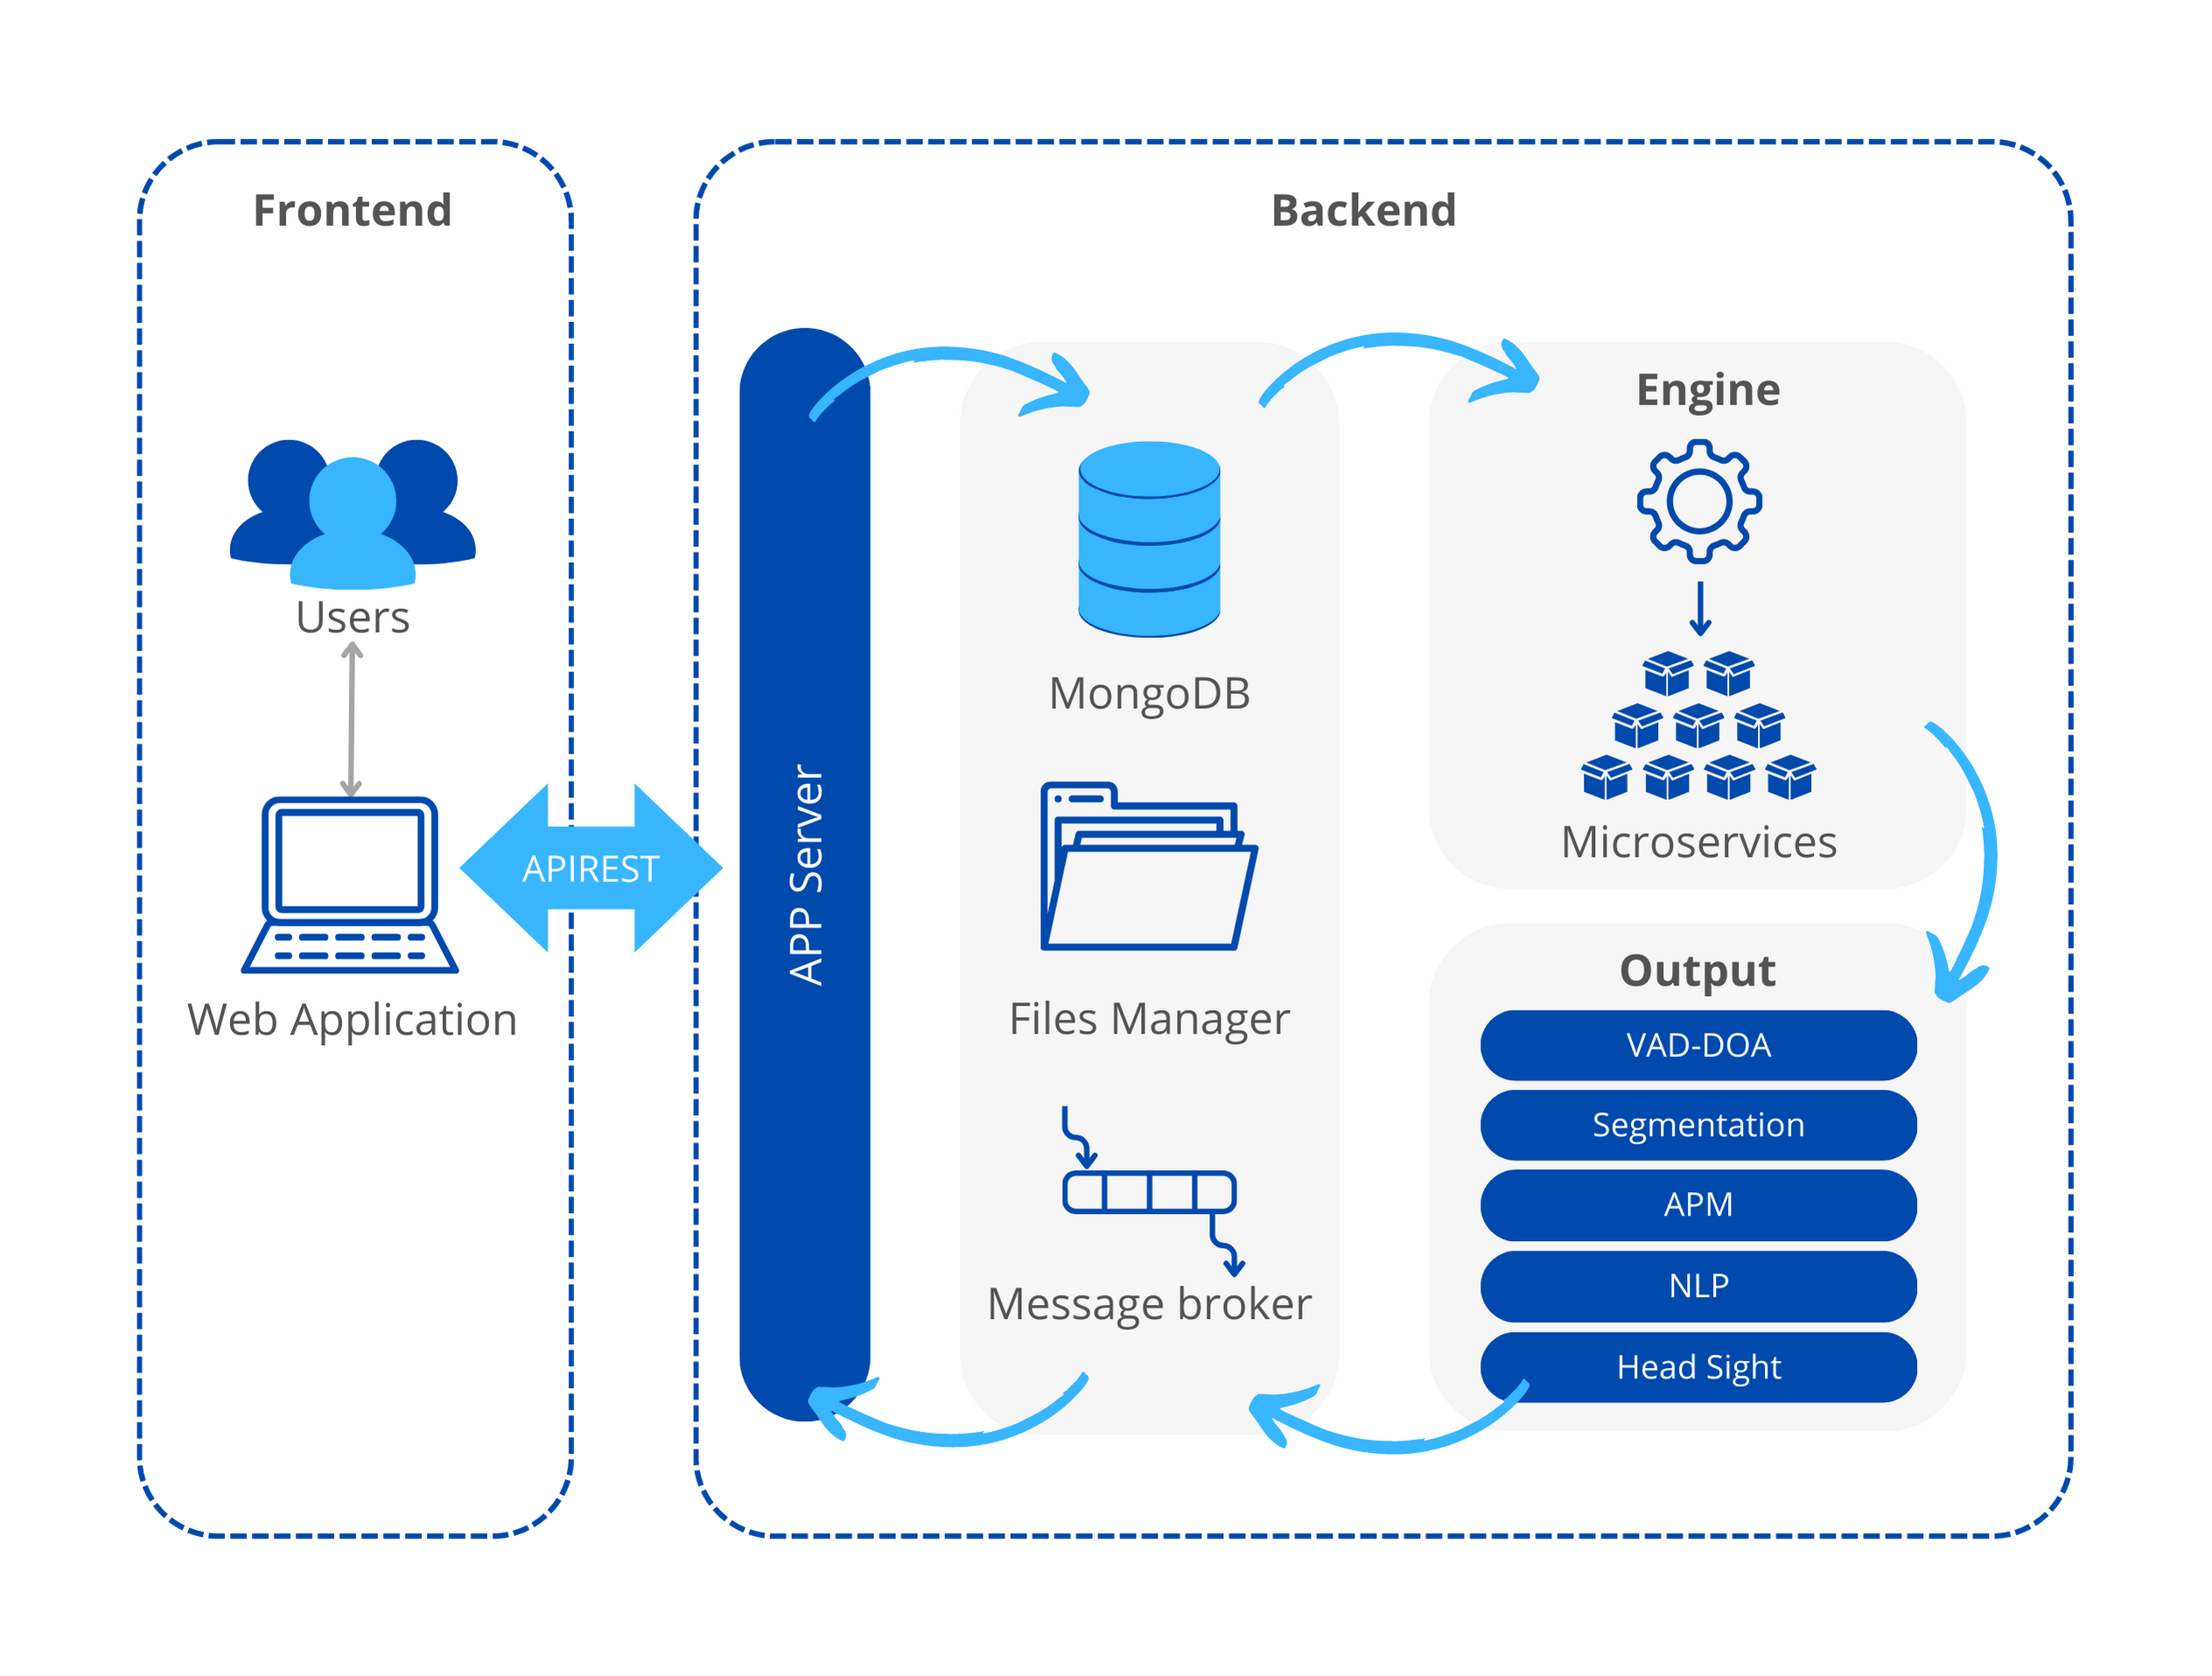 Frontend
Users
Web Application
APIREST
Backend
APP Server
MongoDB
Files Manager
Message broker
Engine
Microservices
Output
VAD-DOA
Segmentation
APM
NLP
Head Sight